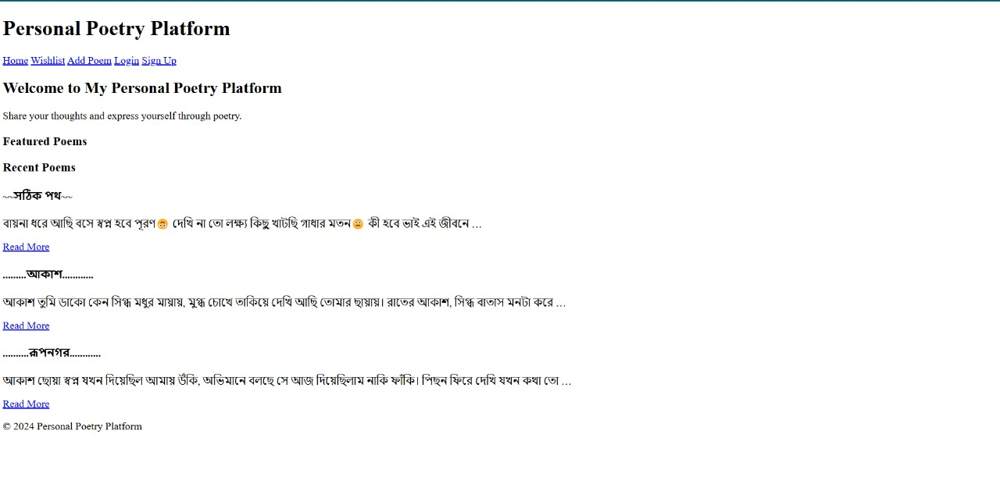 Personal Poetry Platform
Home Wishlist Add Poem Login Sign Up
Welcome to My Personal Poetry Platform
Share your thoughts and express yourself through poetry.
Featured Poems
Recent Poems
~~সঠিক পথ~~
বায়না ধরে আছি বসে স্বপ্ন হবে পূরণ🙃 দেখি না তো লক্ষ্য কিছু খাটছি গাধার মতন😐 কী হবে ভাই এই জীবনে …
Read More
.........আকাশ............
আকাশ তুমি ডাকো কেন সিগ্ধ মধুর মায়ায়, মুগ্ধ চোখে তাকিয়ে দেখি আছি তোমার ছায়ায়। রাতের আকাশ, সিগ্ধ বাতাস মনটা করে …
Read More
..........রূপনগর............
আকাশ ছোয়া স্বপ্ন যখন দিয়েছিল আমায় উঁকি, অভিমানে বলছে সে আজ দিয়েছিলাম নাকি ফাঁকি। পিছন ফিরে দেখি যখন কথা তো …
Read More
© 2024 Personal Poetry Platform